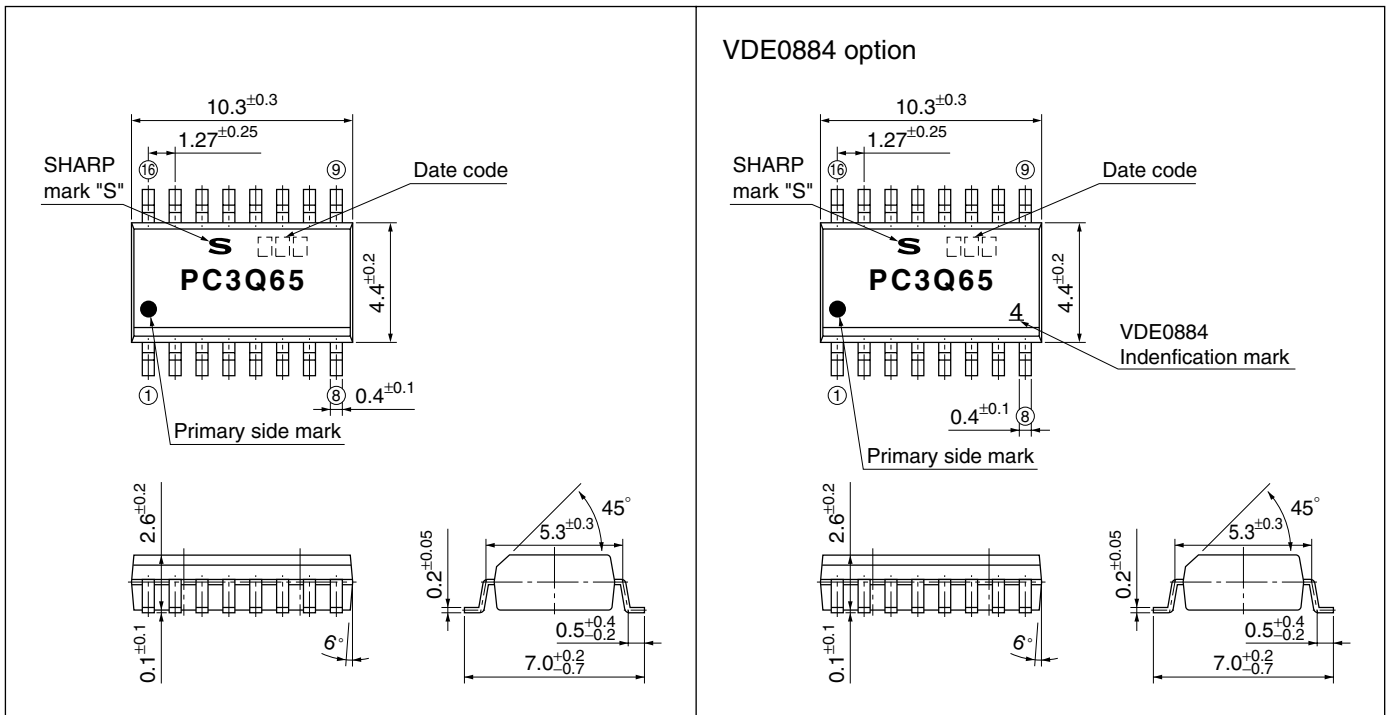 10.3±0.3
1.27±0.25
SHARP
mark "S"
16
9
Date code
S
PC3Q65
4.4±0.2
1
8
0.4±0.1
Primary side mark
2.6±0.2
0.1±0.1
6°
45°
5.3±0.3
0.2±0.05
0.5+0.4−0.2
7.0+0.2−0.7
VDE0884 option
10.3±0.3
1.27±0.25
SHARP
mark "S"
16
9
Date code
S
PC3Q65
4.4±0.2
4
VDE0884
Indenfication mark
1
8
0.4±0.1
Primary side mark
2.6±0.2
0.1±0.1
6°
45°
5.3±0.3
0.2±0.05
0.5+0.4−0.2
7.0+0.2−0.7